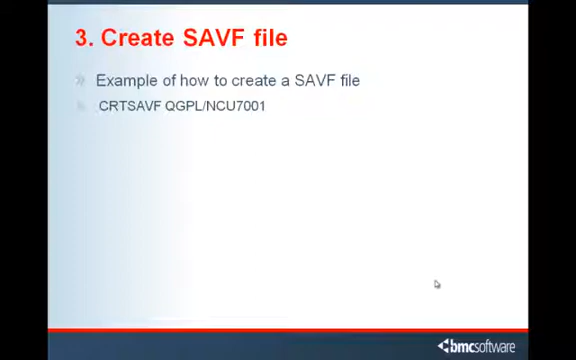 3. Create SAVF file
Example of how to create a SAVF file
CRTSAVF QGPL/NCU7001
bmcsoftware